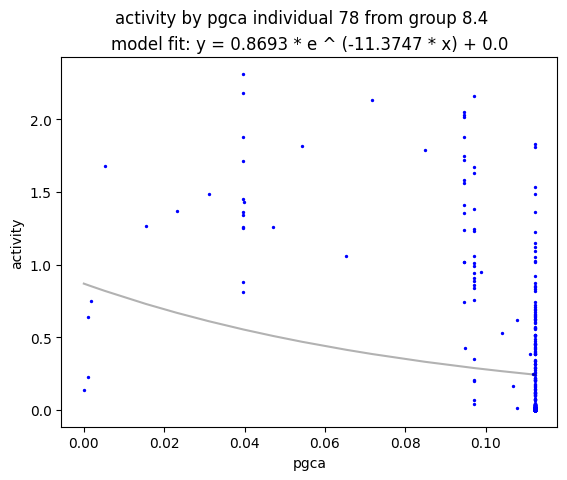 activity by pgca individual 78 from group 8.4
model fit: y = 0.8693 * e ^ (-11.3747 * x) + 0.0
2.0
1.5
1.0
0.5
0.0
activity
0.00 0.02 0.04 0.06 0.08 0.10
pgca